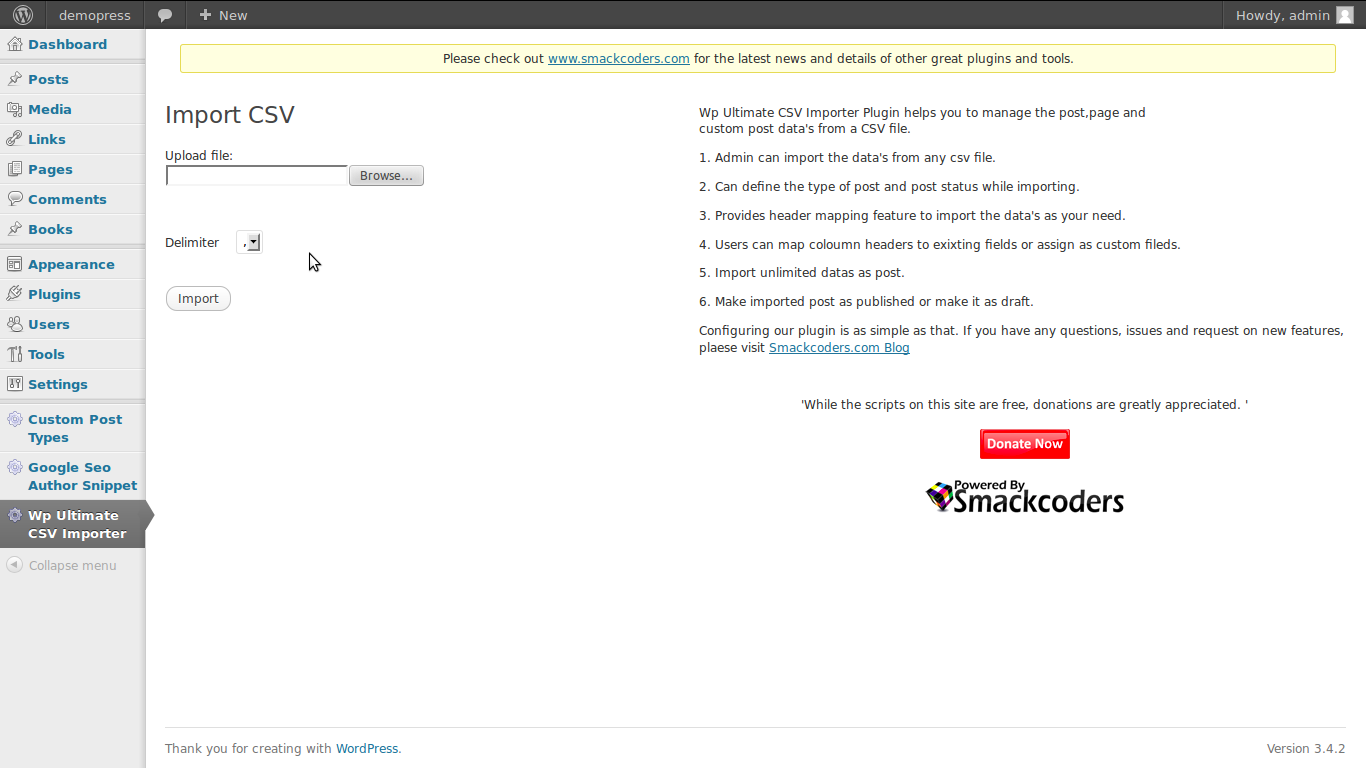 demopress
New
Howdy, admin
Dashboard
Posts
Media
Links
Pages
Comments
Books
Appearance
Plugins
Users
Tools
Settings
Custom Post
Types
Google Seo
Author Snippet
Wp Ultimate
CSV Importer
Collapse menu
Please check out www.smackcoders.com for the latest news and details of other great plugins and tools.
Import CSV
Upload file:
Browse...
Delimiter ,
Import
Wp Ultimate CSV Importer Plugin helps you to manage the post,page and
custom post data's from a CSV file.
1. Admin can import the data's from any csv file.
2. Can define the type of post and post status while importing.
3. Provides header mapping feature to import the data's as your need.
4. Users can map coloumn headers to exixting fields or assign as custom fileds.
5. Import unlimited datas as post.
6. Make imported post as published or make it as draft.
Configuring our plugin is as simple as that. If you have any questions, issues and request on new features,
plaese visit Smackcoders.com Blog
'While the scripts on this site are free, donations are greatly appreciated. '
Donate Now
Powered By
Smackcoders
Thank you for creating with WordPress.
Version 3.4.2